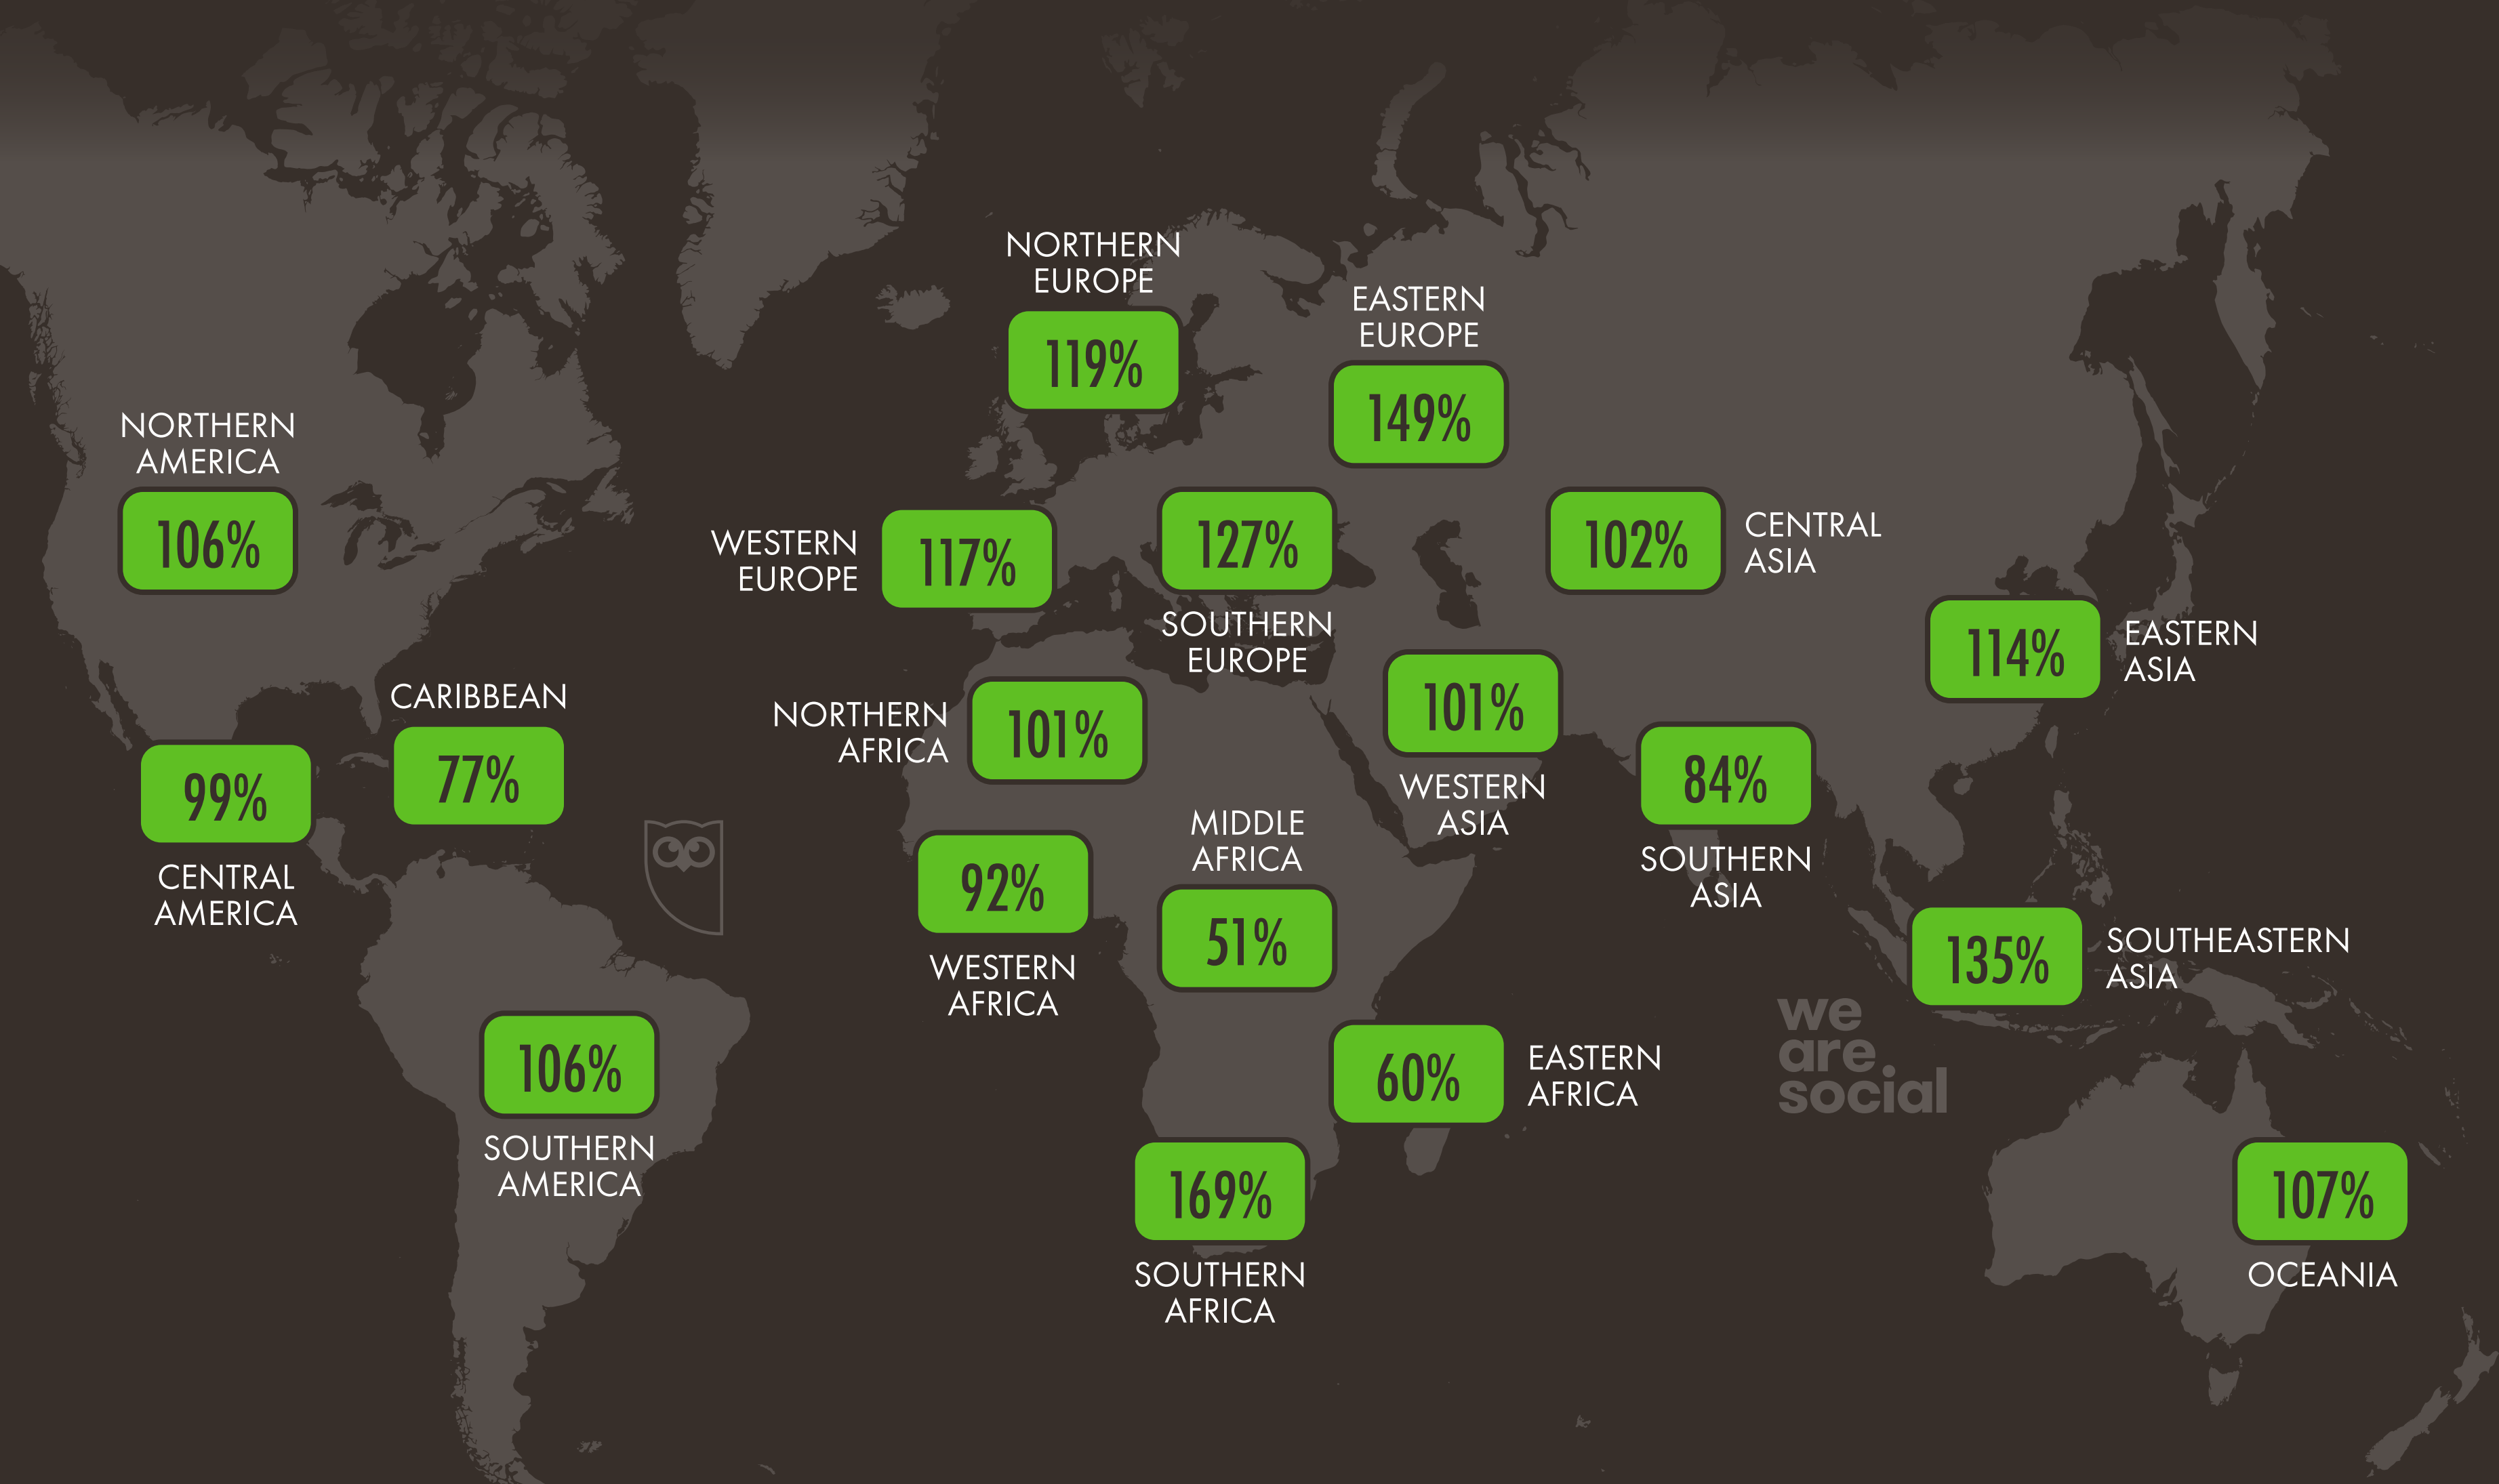 NORTHERN
EUROPE
119%
EASTERN
EUROPE
149%
NORTHERN
AMERICA
106%
WESTERN
EUROPE
117%
127%
SOUTHERN
EUROPE
102%
CENTRAL
ASIA
114%
EASTERN
ASIA
CARIBBEAN
77%
99%
CENTRAL
AMERICA
NORTHERN
AFRICA
101%
101%
WESTERN
ASIA
84%
SOUTHERN
ASIA
92%
WESTERN
AFRICA
MIDDLE
AFRICA
51%
135%
SOUTHEASTERN
ASIA
we
are
social
106%
SOUTHERN
AMERICA
60%
EASTERN
AFRICA
169%
SOUTHERN
AFRICA
107%
OCEANIA